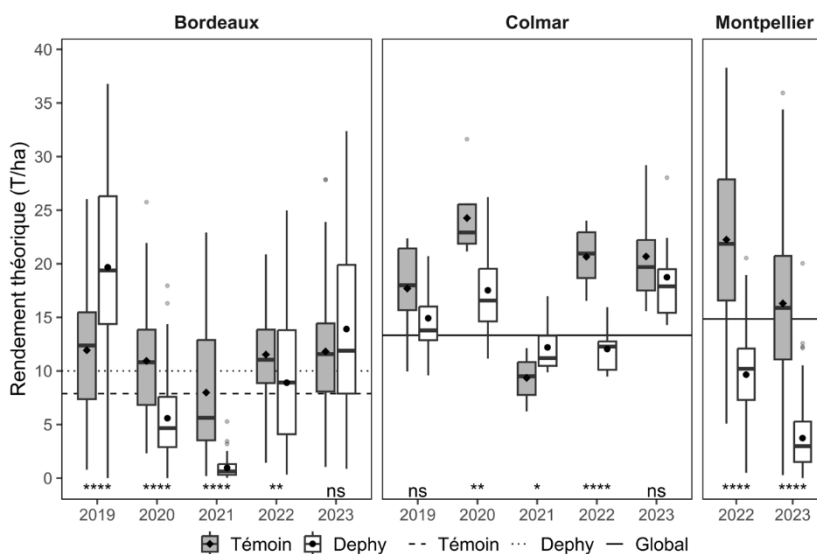 Bordeaux Colmar Montpellier
Rendement théorique (T/ha)
40
35
30
25
20
15
10
5
0
**** **** **** ** ns ns ** * **** ns **** ****
2019 2020 2021 2022 2023 2019 2020 2021 2022 2023 2022 2023
Témoin Dephy Témoin Dephy Global